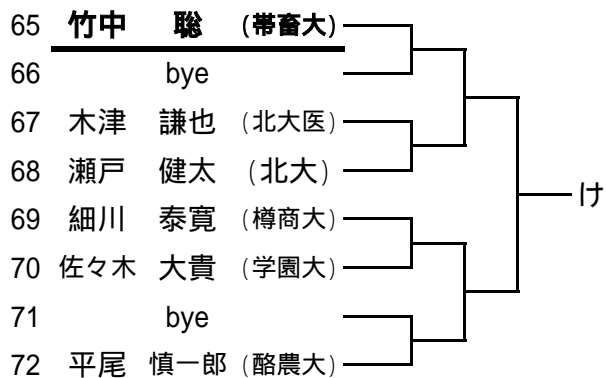 65 竹中 聡 (帯畜大)
66 bye
67 木津 謙也 (北大医)
68 瀬戸 健太 (北大)
69 細川 泰寛 (樽商大)
70 佐々木 大貴 (学園大)
71 bye
72 平尾 慎一郎 (酪農大)
け